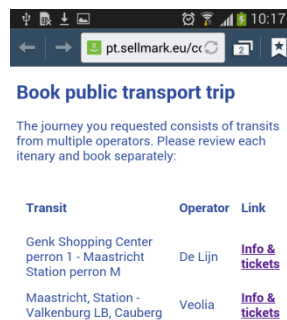 10:17
pt.sellmark.eu/cc
2
Book public transport trip
The journey you requested consists of transits
from multiple operators. Please review each
itenary and book separately:
Transit Operator Link
Genk Shopping Center
perron 1 - Maastricht
Station perron M
De Lijn
Info &
tickets
Maastricht, Station -
Valkenburg LB, Cauberg
Veolia
Info &
tickets